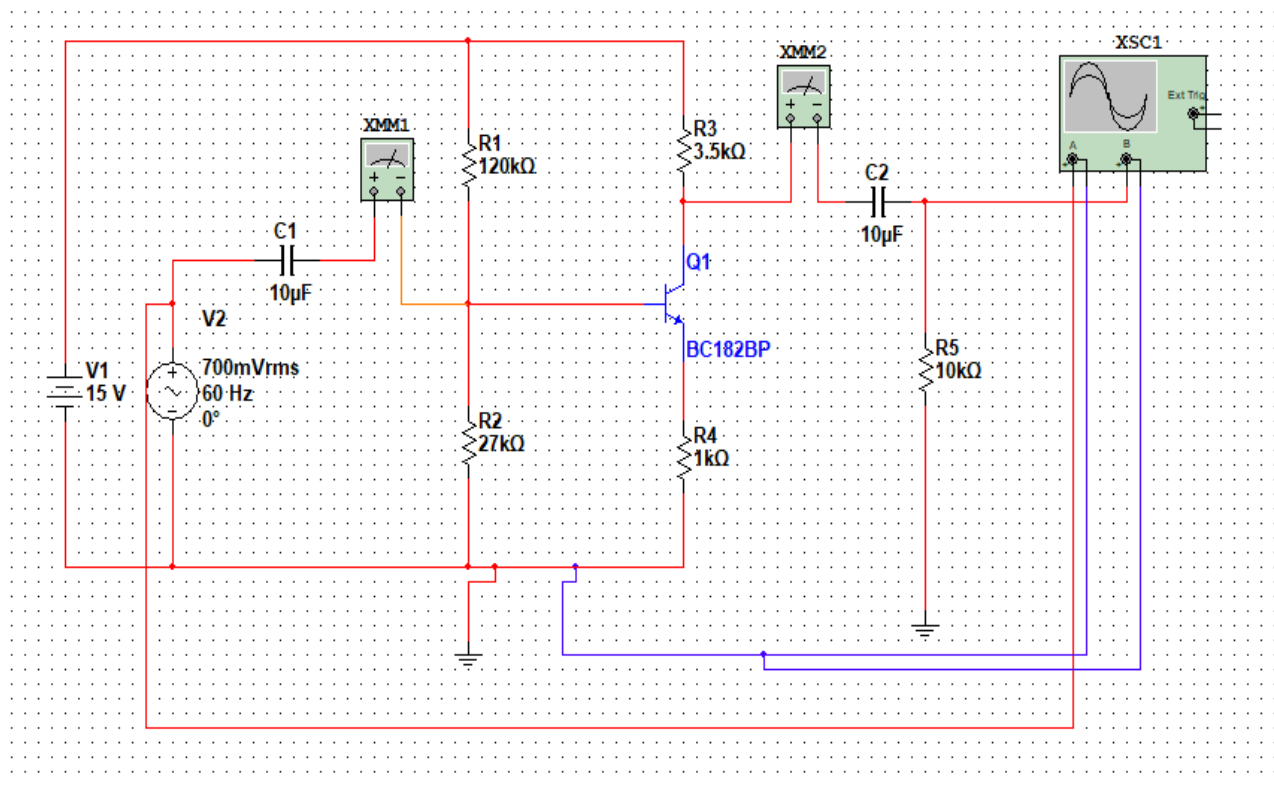 XSC1
XMM2
Ext Trig
A
B
XMM1
R1
120kΩ
R3
3.5kΩ
C2
10µF
C1
10µF
Q1
BC182BP
V2
700mVrms
60 Hz
0°
V1
15 V
R5
10kΩ
R2
27kΩ
R4
1kΩ